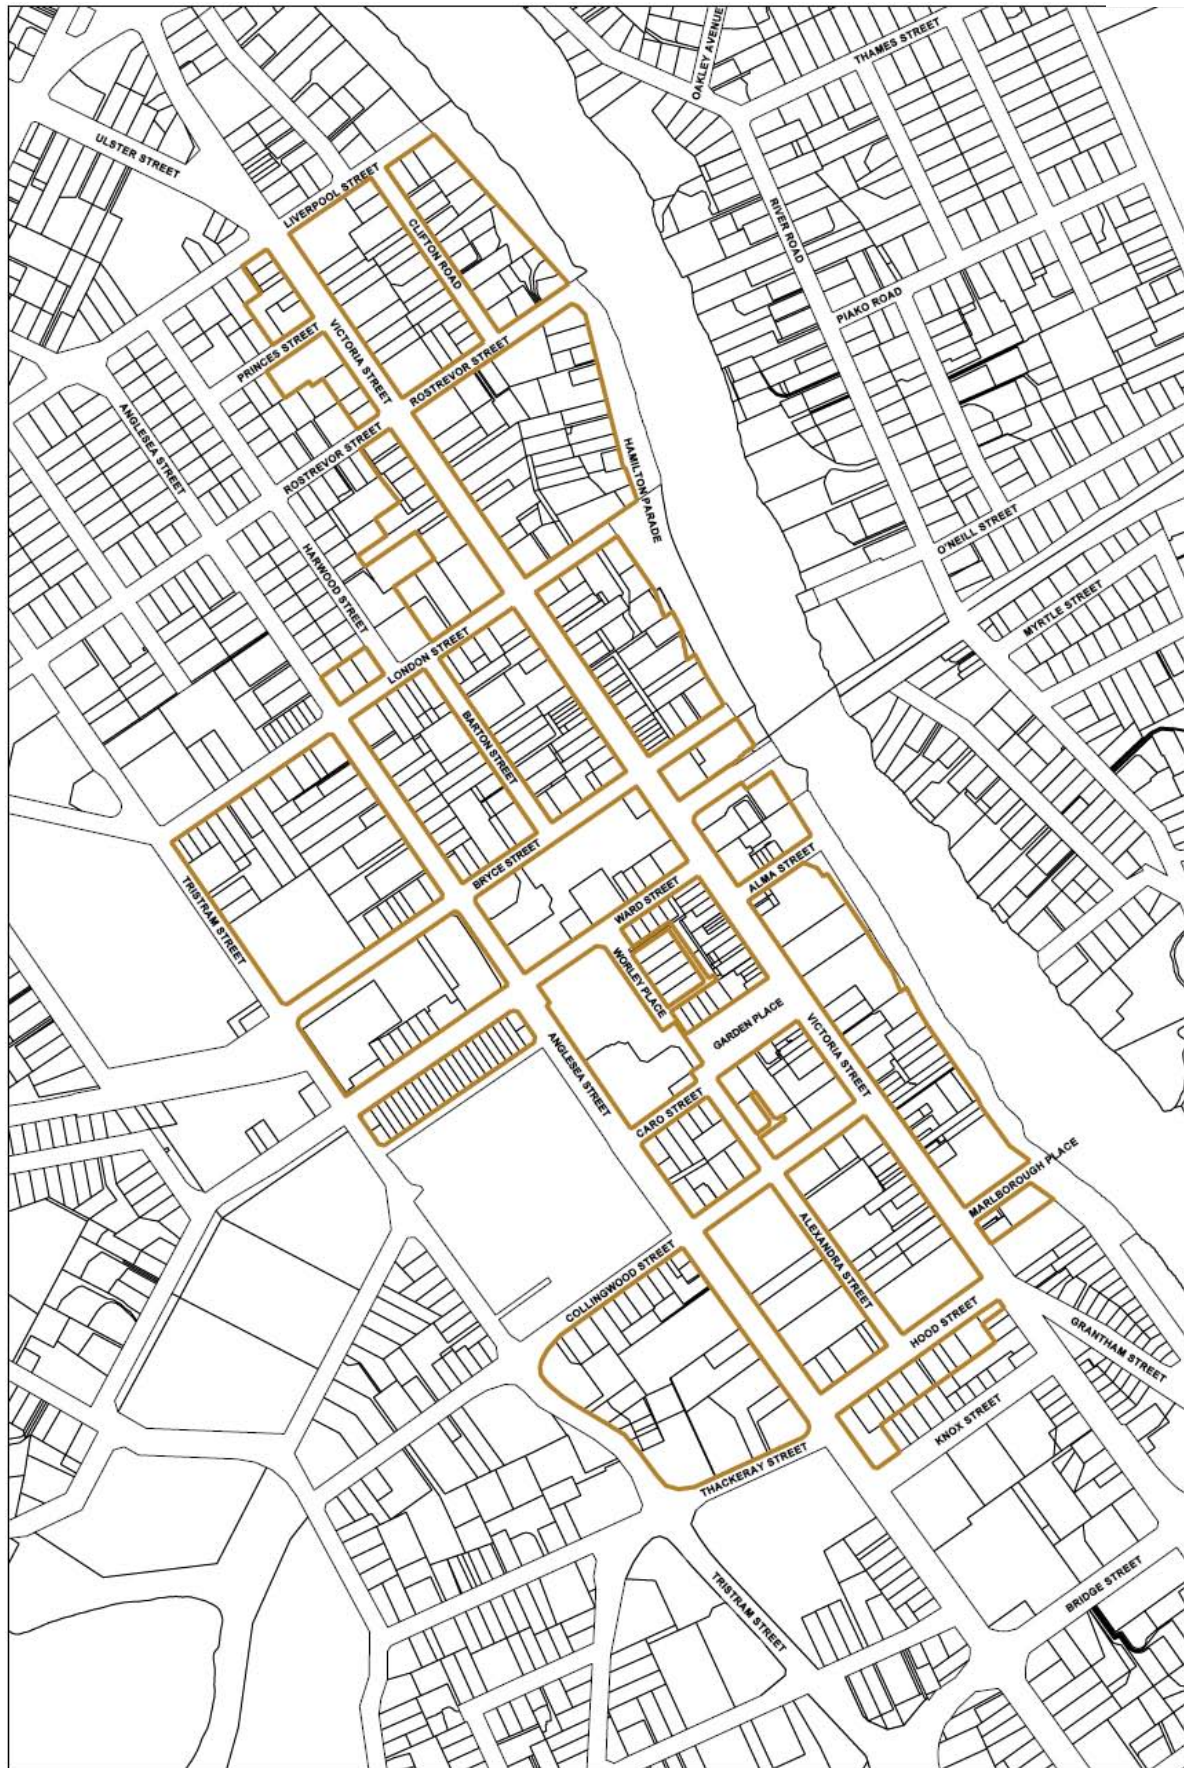 OAKLEY AVENUE
THAMES STREET
ULSTER STREET
LIVERPOOL STREET
CLIFTON ROAD
RIVER ROAD
PIAKO ROAD
PRINCES STREET
VICTORIA STREET
ROSTREVOR STREET
ANGLESEA STREET
ROSTREVOR STREET
HAMILTON PARADE
O'NEILL STREET
HARWOOD STREET
MYRTLE STREET
LONDON STREET
BARTON STREET
BRYCE STREET
ALMA STREET
TRISTRAM STREET
WARD STREET
WORLEY PLACE
GARDEN PLACE
VICTORIA STREET
ANGLESEA STREET
CARO STREET
MARLBOROUGH PLACE
ALEXANDRA STREET
COLLINGWOOD STREET
HOOD STREET
GRANTHAM STREET
KNOX STREET
THACKERAY STREET
TRISTRAM STREET
BRIDGE STREET